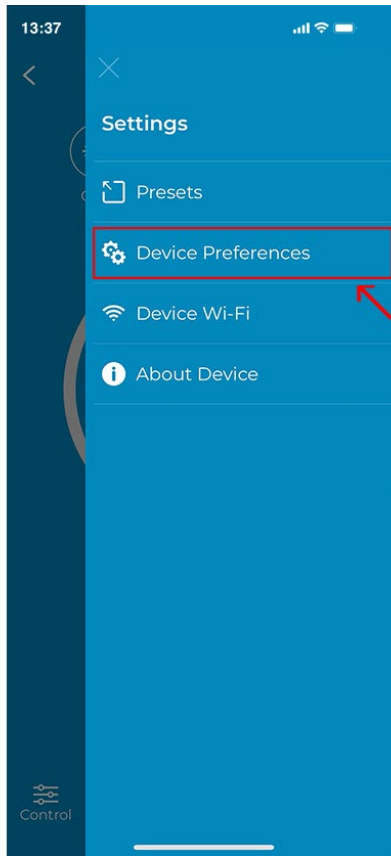 13:37
Settings
Presets
Device Preferences
Device Wi-Fi
About Device
Control